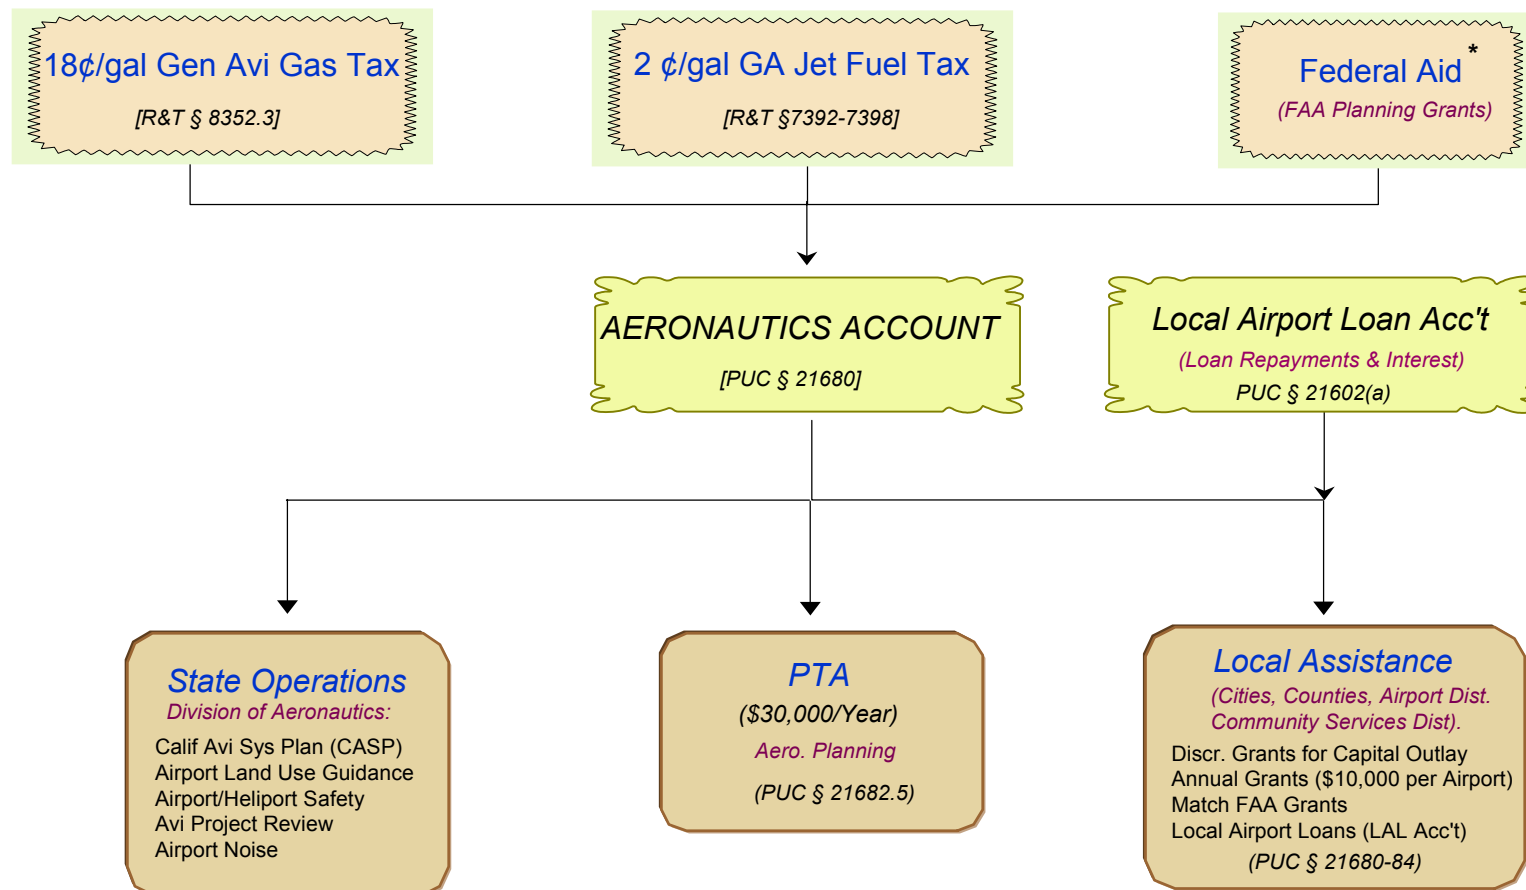 18¢/gal Gen Avi Gas Tax
[R&T § 8352.3]
2 ¢/gal GA Jet Fuel Tax
[R&T §7392-7398]
Federal Aid *
(FAA Planning Grants)
AERONAUTICS ACCOUNT
[PUC § 21680]
Local Airport Loan Acc't
(Loan Repayments & Interest)
PUC § 21602(a)
State Operations
Division of Aeronautics:
Calif Avi Sys Plan (CASP)
Airport Land Use Guidance
Airport/Heliport Safety
Avi Project Review
Airport Noise
PTA
($30,000/Year)
Aero. Planning
(PUC § 21682.5)
Local Assistance
(Cities, Counties, Airport Dist.
Community Services Dist).
Discr. Grants for Capital Outlay
Annual Grants ($10,000 per Airport)
Match FAA Grants
Local Airport Loans (LAL Acc't)
(PUC § 21680-84)